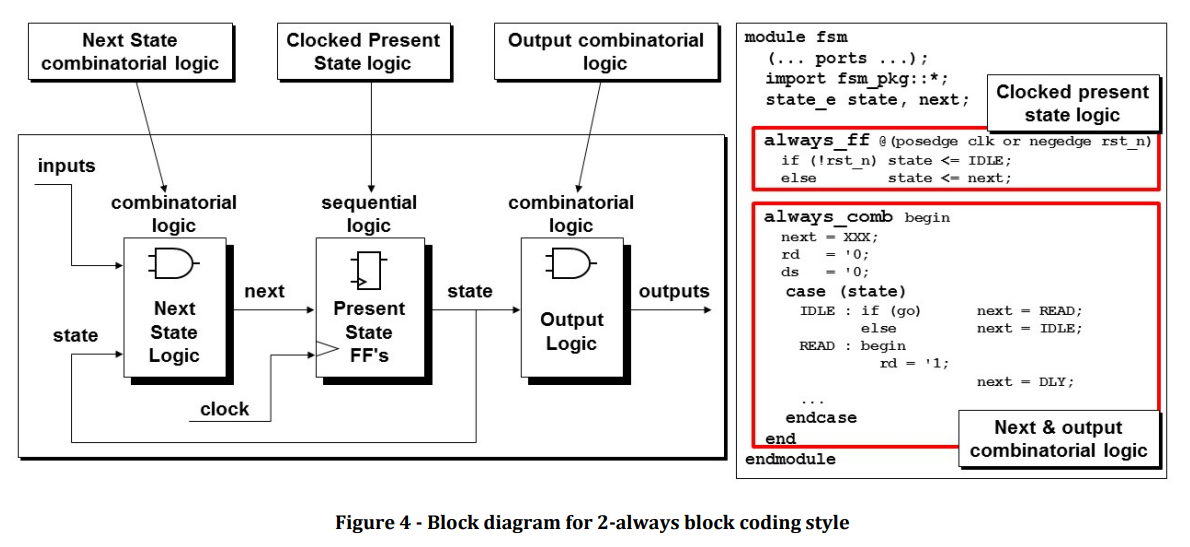 Next State
combinatorial logic
Clocked Present
State logic
Output combinatorial
logic
inputs
combinatorial
logic
sequential
logic
combinatorial
logic
next
state
outputs
state
Next
State
Logic
Present
State
FF's
Output
Logic
clock
module fsm
(... ports ...);
import fsm_pkg::*;
state_e state, next;
Clocked present
state logic
always_ff @(posedge clk or negedge rst_n)
if (!rst_n) state <= IDLE;
else state <= next;
always_comb begin
next = XXX;
rd = '0;
ds = '0;
case (state)
IDLE : if (go) next = READ;
else next = IDLE;
READ : begin
rd = '1;
next = DLY;
...
endcase
end
endmodule
Next & output
combinatorial logic
Figure 4 - Block diagram for 2-always block coding style